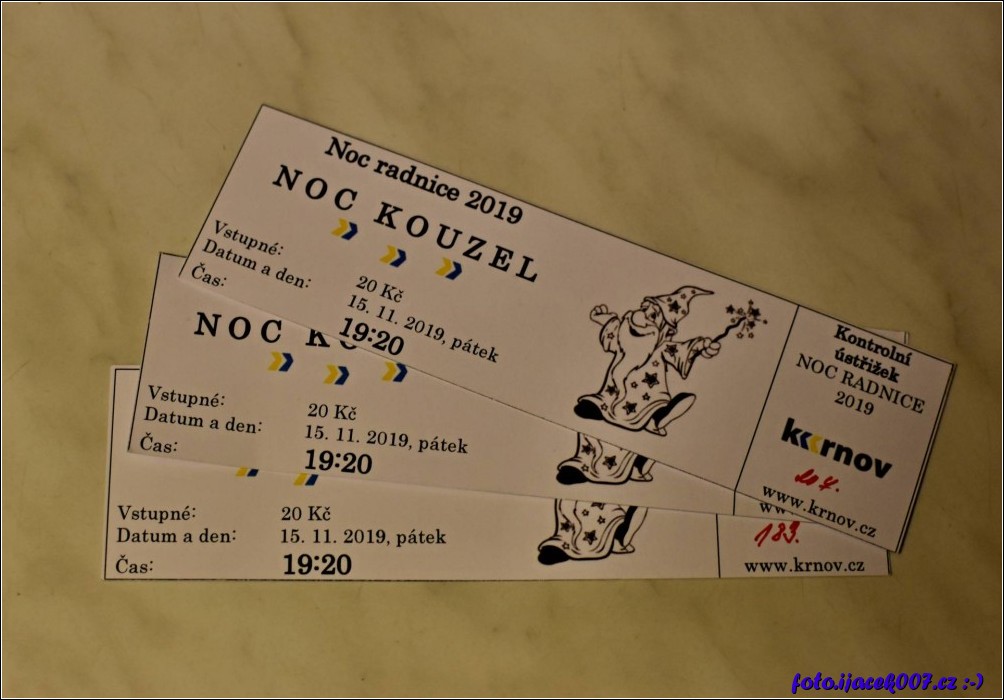 Noc radnice 2019
NOC KOUZEL
Vstupné: 20 Kč
Datum a den: 15. 11. 2019, pátek
Čas: 19:20
Kontrolní
ústřižek
NOC RADNICE
2019
krnov
www.krnov.cz
NOC KO
Vstupné: 20 Kč
Datum a den: 15. 11. 2019, pátek
Čas: 19:20
ww
183.
Vstupné: 20 Kč
Datum a den: 15. 11. 2019, pátek
Čas: 19:20
www.krnov.cz
foto.ijacek007.cz :-)